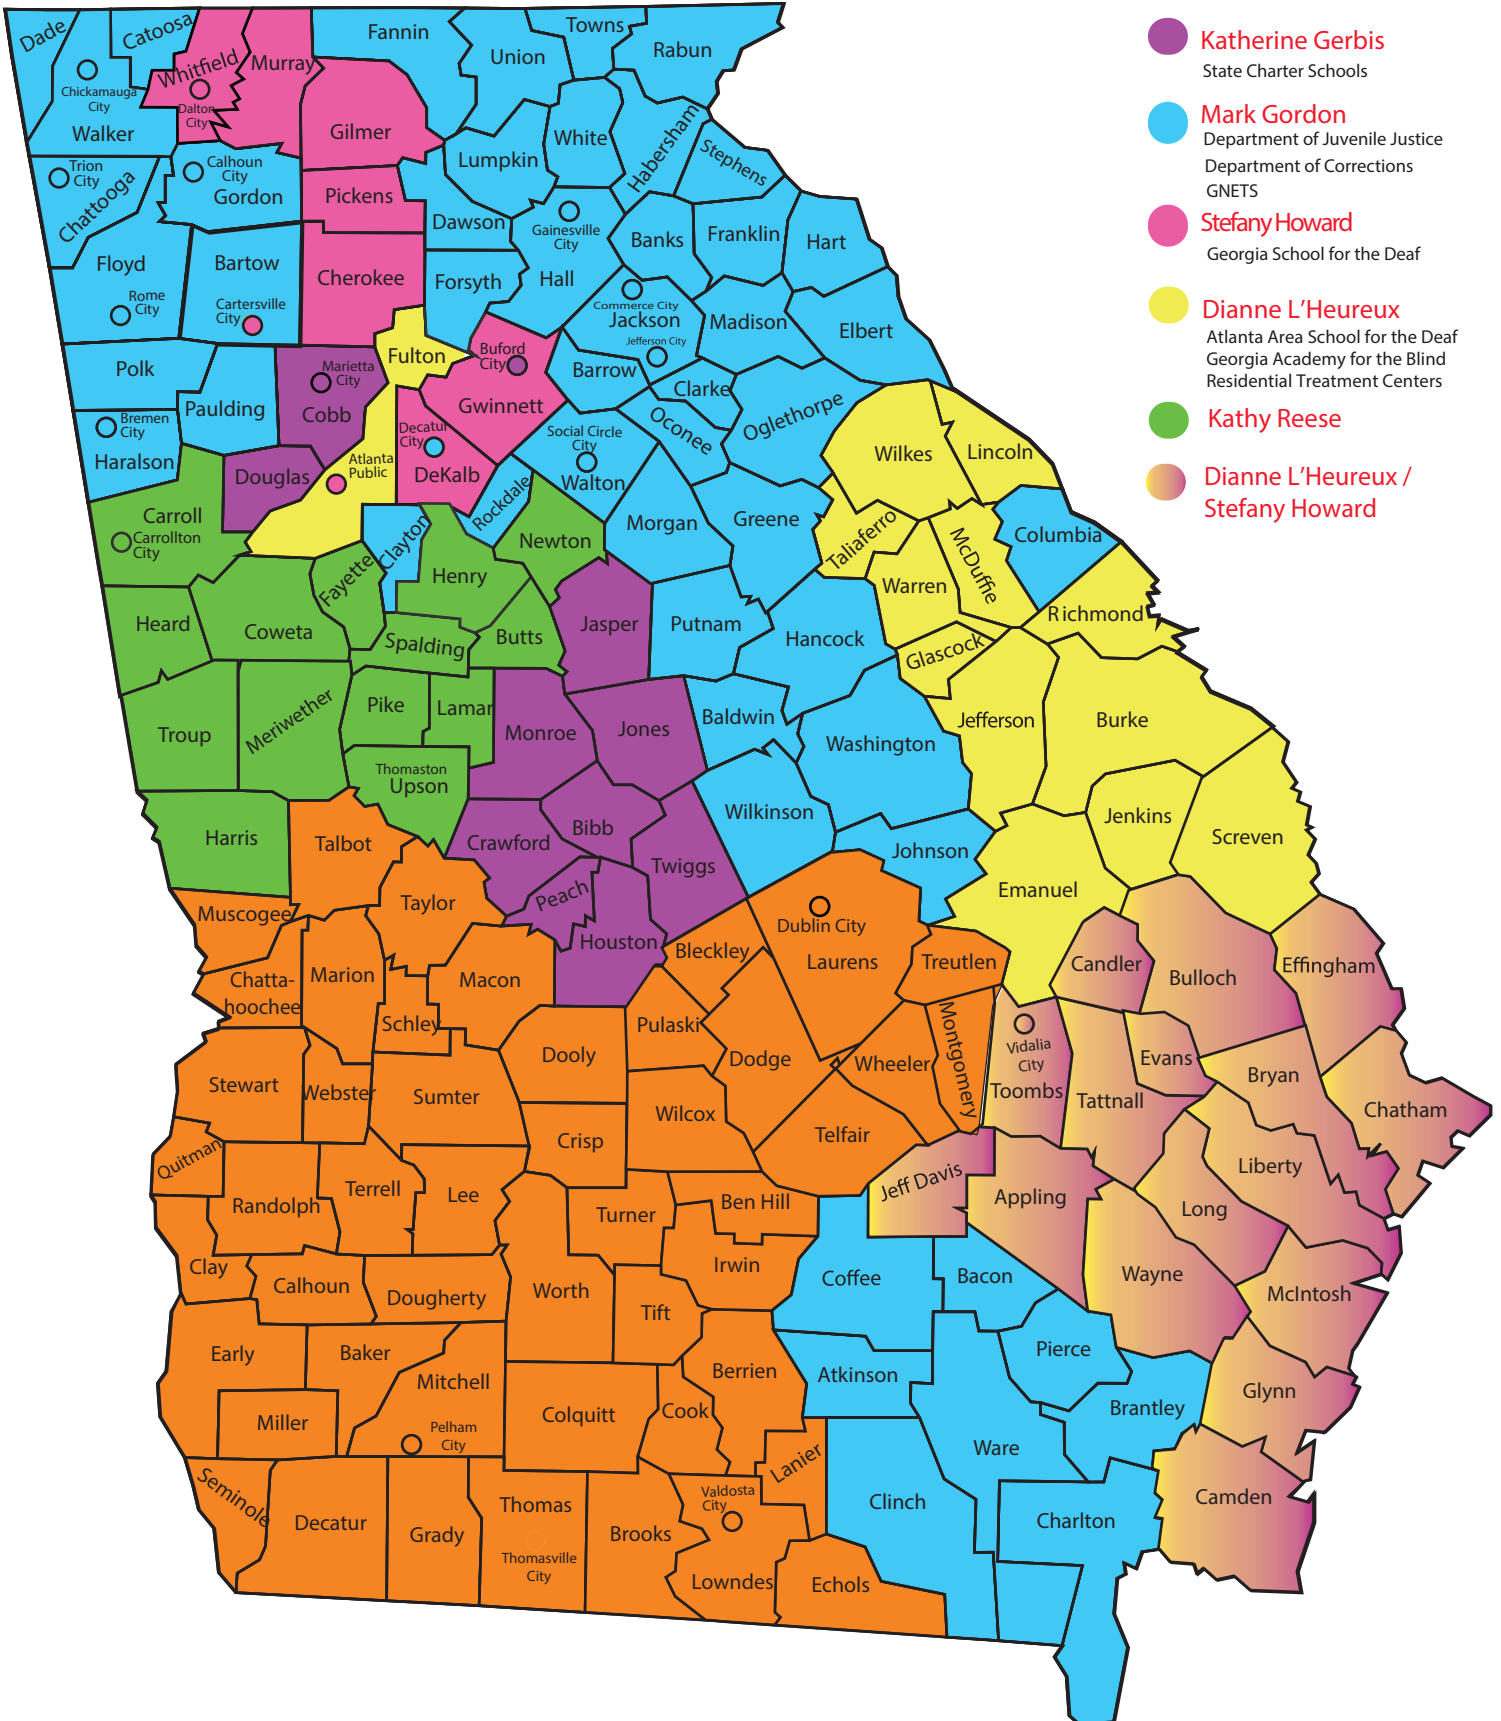 Katherine Gerbis
State Charter Schools
Mark Gordon
Department of Juvenile Justice
Department of Corrections
GNETS
Stefany Howard
Georgia School for the Deaf
Dianne L’Heureux
Atlanta Area School for the Deaf
Georgia Academy for the Blind
Residential Treatment Centers
Kathy Reese
Dianne L’Heureux /
Stefany Howard
Dade
Catoosa
Whitfield
Murray
Fannin
Union
Towns
Rabun
Chickamauga
City
Walker
Dalton
City
Gilmer
Lumpkin
White
Habersham
Stephens
Trion
City
Chattooga
Calhoun
City
Gordon
Pickens
Dawson
Gainesville
City
Hall
Banks
Franklin
Hart
Floyd
Rome
City
Bartow
Cartersville
City
Cherokee
Forsyth
Commerce City
Jackson
Jefferson City
Madison
Elbert
Polk
Paulding
Marietta
City
Cobb
Fulton
Buford
City
Gwinnett
Barrow
Clarke
Oconee
Oglethorpe
Bremen
City
Haralson
Douglas
Atlanta
Public
Decatur
City
DeKalb
Rockdale
Social Circle
City
Walton
Morgan
Greene
Wilkes
Lincoln
Columbia
Carroll
Carrollton
City
Clayton
Fayette
Henry
Newton
Taliaferro
McDuffie
Warren
Richmond
Heard
Coweta
Spalding
Butts
Jasper
Putnam
Hancock
Glascock
Troup
Meriwether
Pike
Lamar
Monroe
Jones
Baldwin
Washington
Jefferson
Burke
Thomaston
Upson
Harris
Talbot
Crawford
Bibb
Twiggs
Wilkinson
Johnson
Jenkins
Screven
Emanuel
Muscogee
Taylor
Peach
Houston
Bleckley
Dublin City
Laurens
Treutlen
Candler
Bulloch
Effingham
Chatta-
hoochee
Marion
Macon
Schley
Pulaski
Dooly
Dodge
Wheeler
Montgomery
Vidalia
City
Toombs
Tattnall
Evans
Bryan
Chatham
Stewart
Webster
Sumter
Crisp
Wilcox
Telfair
Jeff Davis
Appling
Liberty
Long
Quitman
Randolph
Terrell
Lee
Turner
Ben Hill
Irwin
Coffee
Bacon
Wayne
McIntosh
Clay
Calhoun
Dougherty
Worth
Tift
Early
Baker
Mitchell
Berrien
Atkinson
Pierce
Brantley
Glynn
Miller
Pelham
City
Colquitt
Cook
Lanier
Ware
Clinch
Camden
Seminole
Decatur
Grady
Thomas
Thomasville
City
Brooks
Valdosta
City
Lowndes
Echols
Charlton